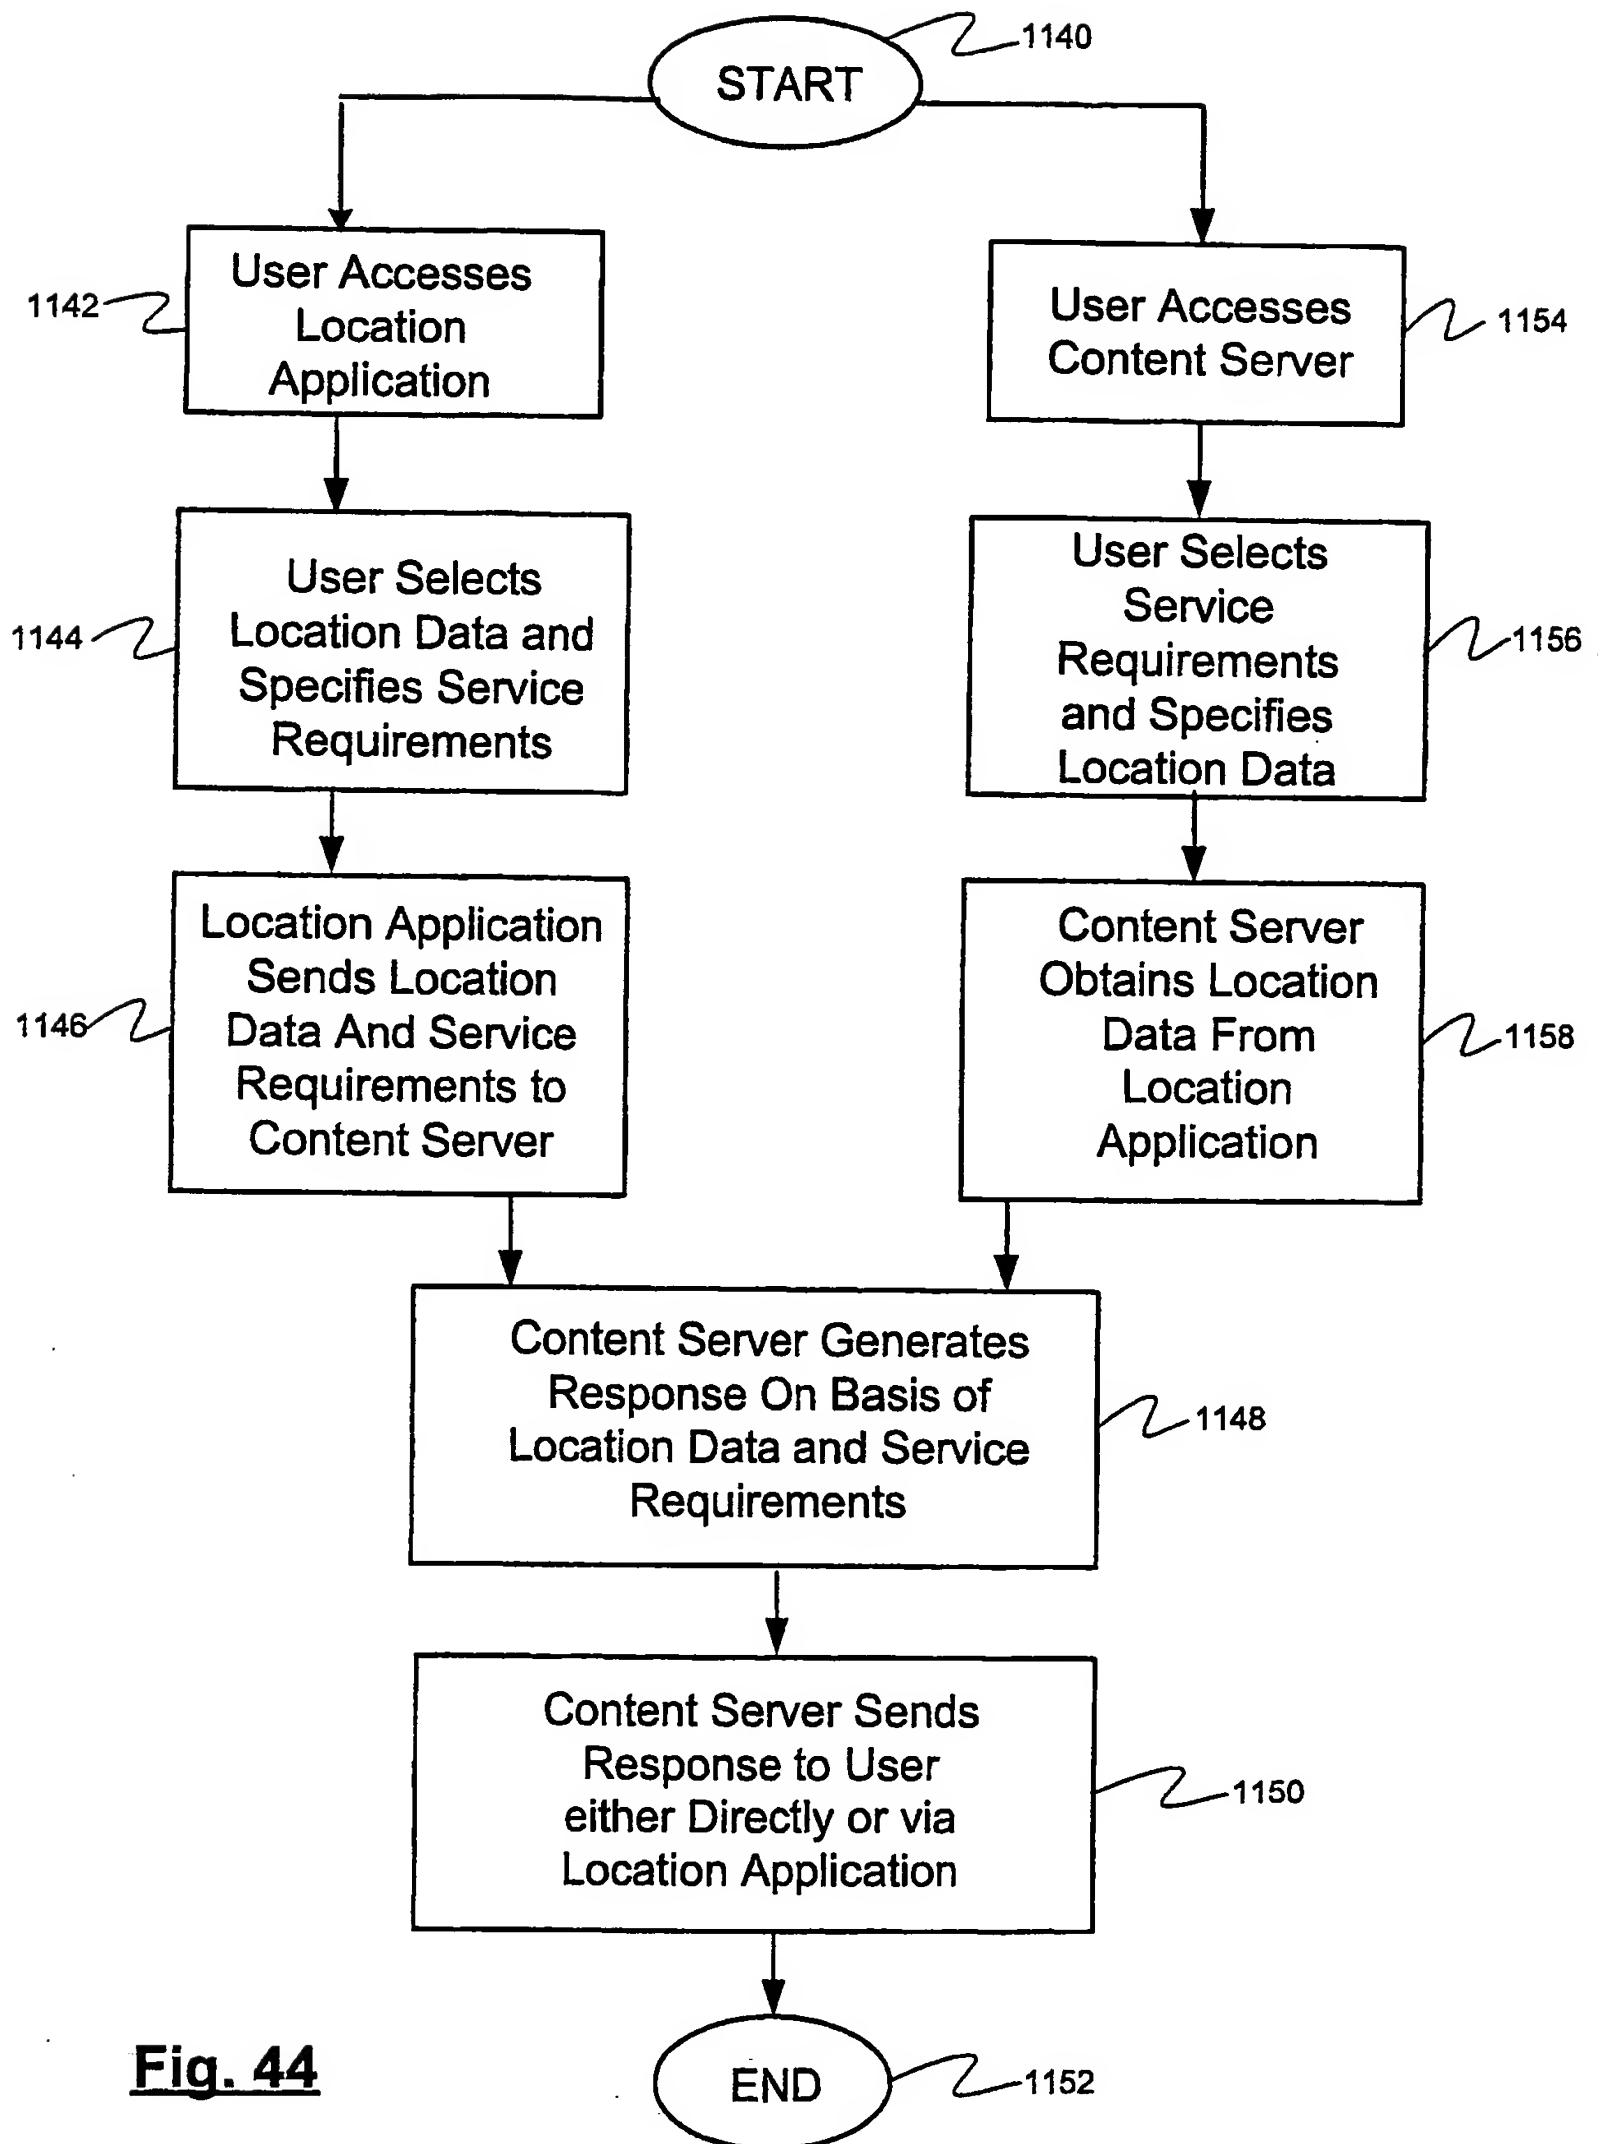 START
1140
User Accesses
Location
Application
1142
User Accesses
Content Server
1154
User Selects
Location Data and
Specifies Service
Requirements
1144
User Selects
Service
Requirements
and Specifies
Location Data
1156
Location Application
Sends Location
Data And Service
Requirements to
Content Server
1146
Content Server
Obtains Location
Data From
Location
Application
1158
Content Server Generates
Response On Basis of
Location Data and Service
Requirements
1148
Content Server Sends
Response to User
either Directly or via
Location Application
1150
END
1152
Fig. 44